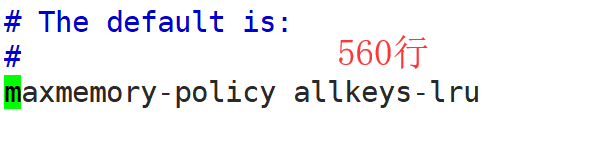 # The default is:
#
560行
maxmemory-policy allkeys-lru